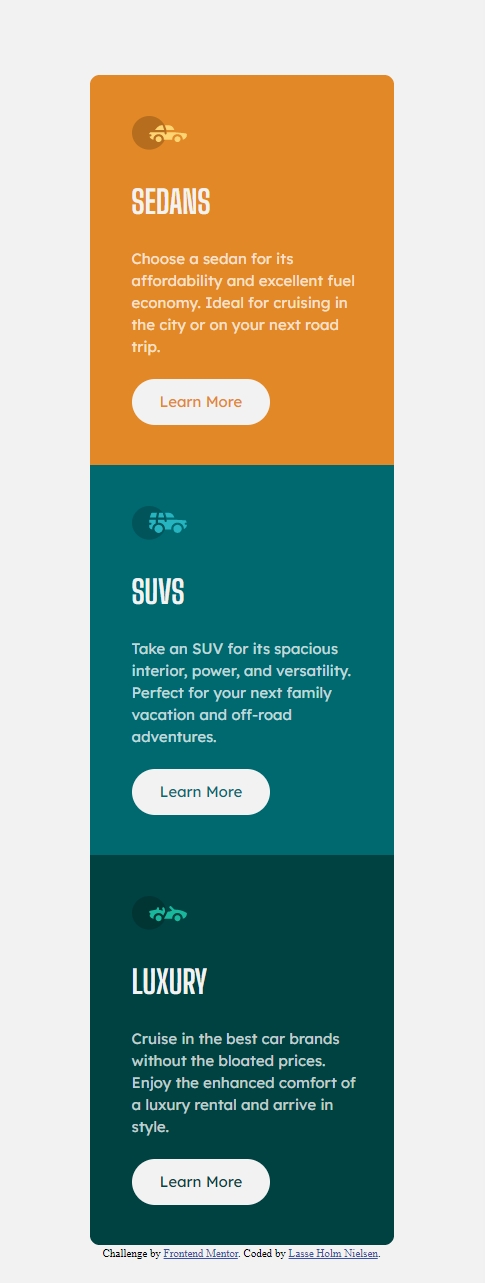 SEDANS
Choose a sedan for its
affordability and excellent fuel
economy. Ideal for cruising in
the city or on your next road
trip.
Learn More
SUVS
Take an SUV for its spacious
interior, power, and versatility.
Perfect for your next family
vacation and off-road
adventures.
Learn More
LUXURY
Cruise in the best car brands
without the bloated prices.
Enjoy the enhanced comfort of
a luxury rental and arrive in
style.
Learn More
Challenge by Frontend Mentor. Coded by Lasse Holm Nielsen.